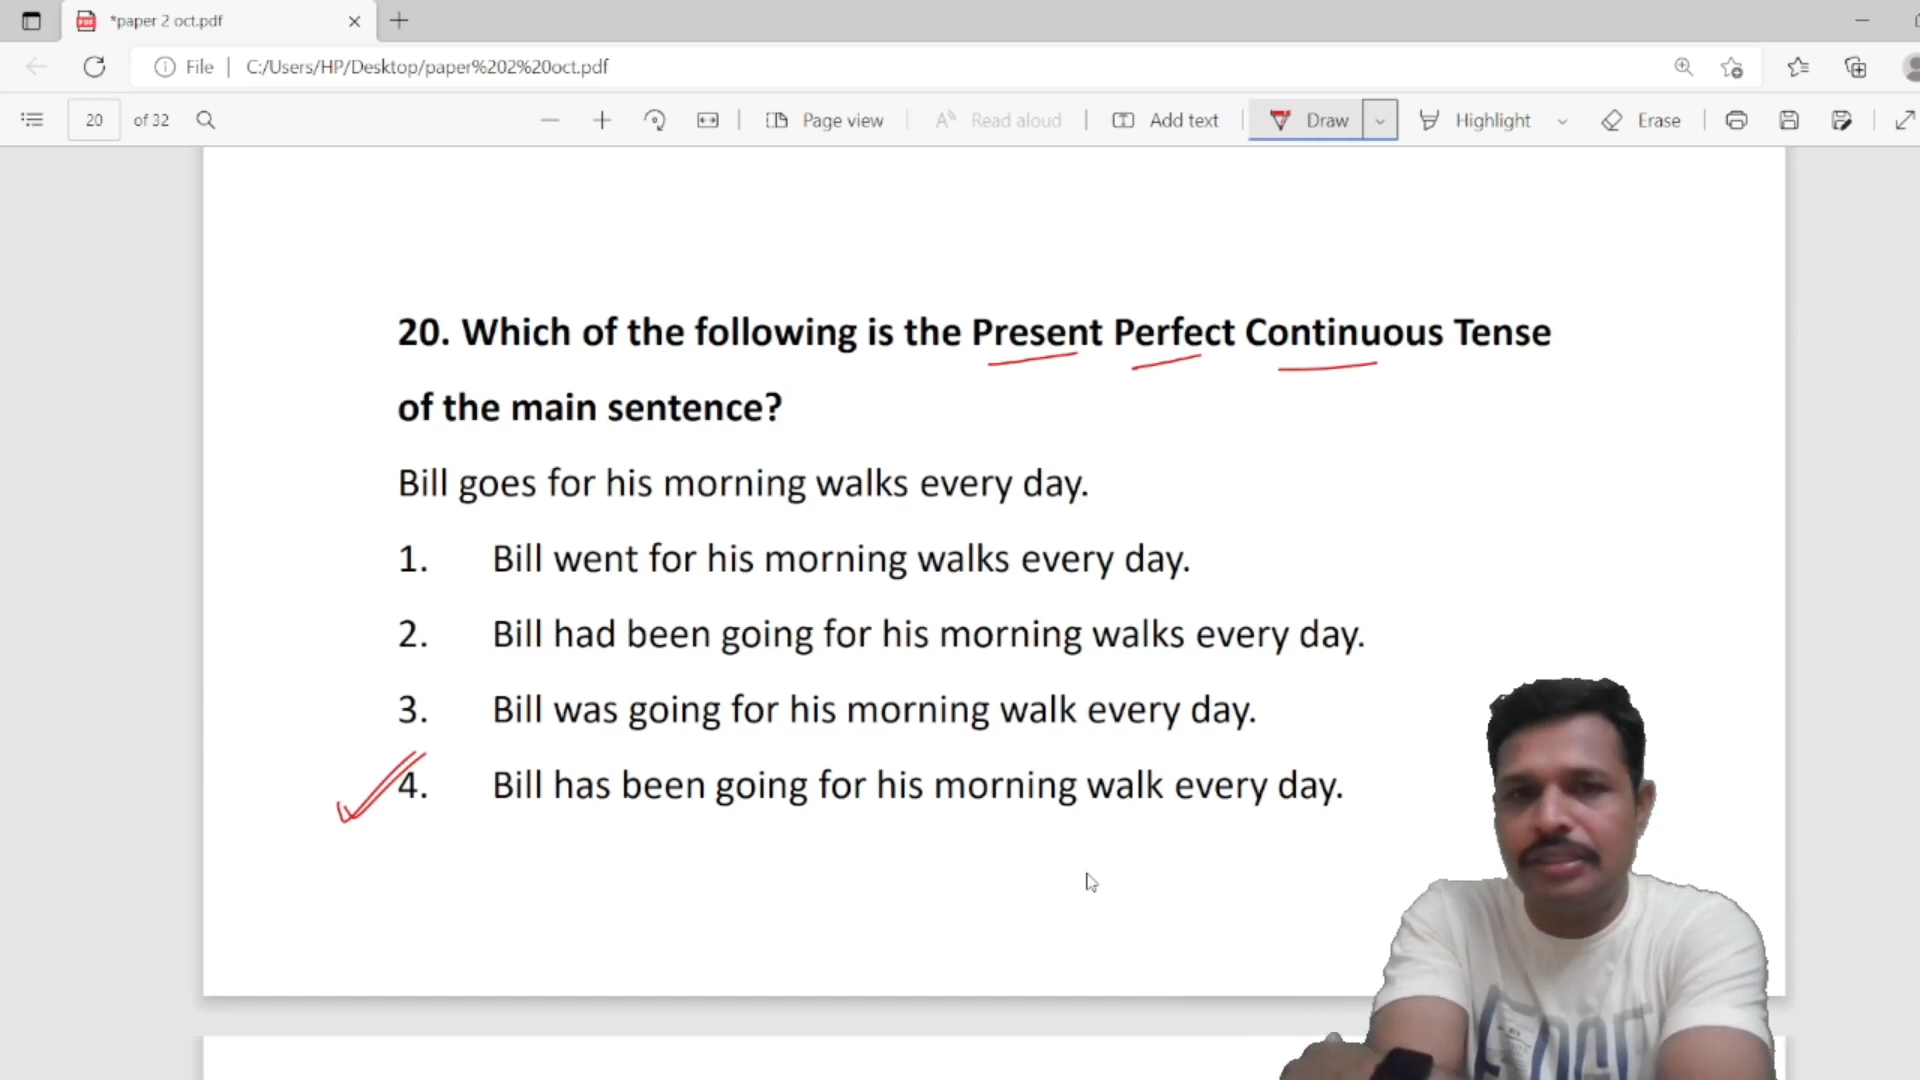 *paper 2 oct.pdf
File | C:/Users/HP/Desktop/paper%202%20oct.pdf
20 of 32 Page view Read aloud Add text Draw Highlight Erase
20. Which of the following is the Present Perfect Continuous Tense
of the main sentence?
Bill goes for his morning walks every day.
1. Bill went for his morning walks every day.
2. Bill had been going for his morning walks every day.
3. Bill was going for his morning walk every day.
4. Bill has been going for his morning walk every day.